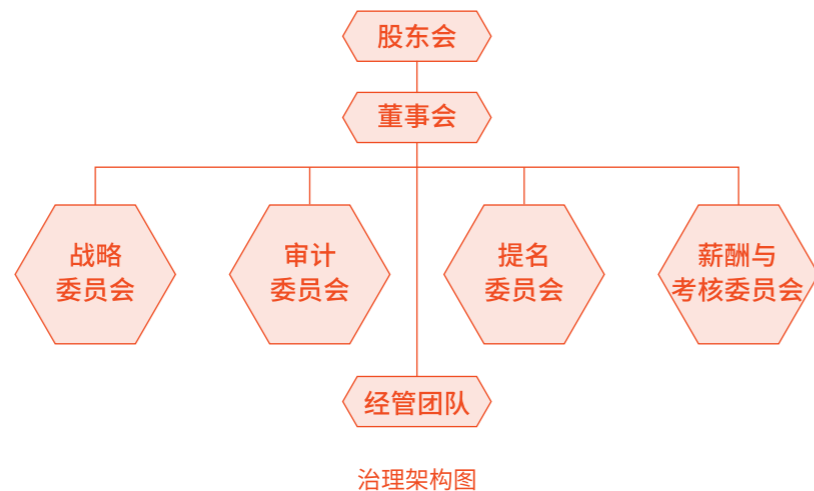 股东会
董事会
战略
委员会
审计
委员会
提名
委员会
薪酬与
考核委员会
经管团队
治理架构图